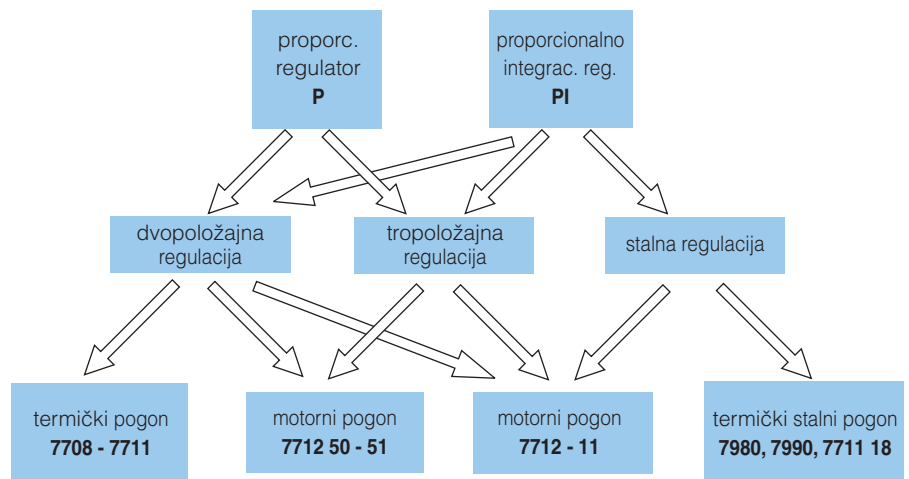 proporc.
regulator
P
proporcionalno
integrac. reg.
PI
dvopoložajna
regulacija
tropoložajna
regulacija
stalna regulacija
termički pogon
7708 - 7711
motorni pogon
7712 50 - 51
motorni pogon
7712 - 11
termički stalni pogon
7980, 7990, 7711 18